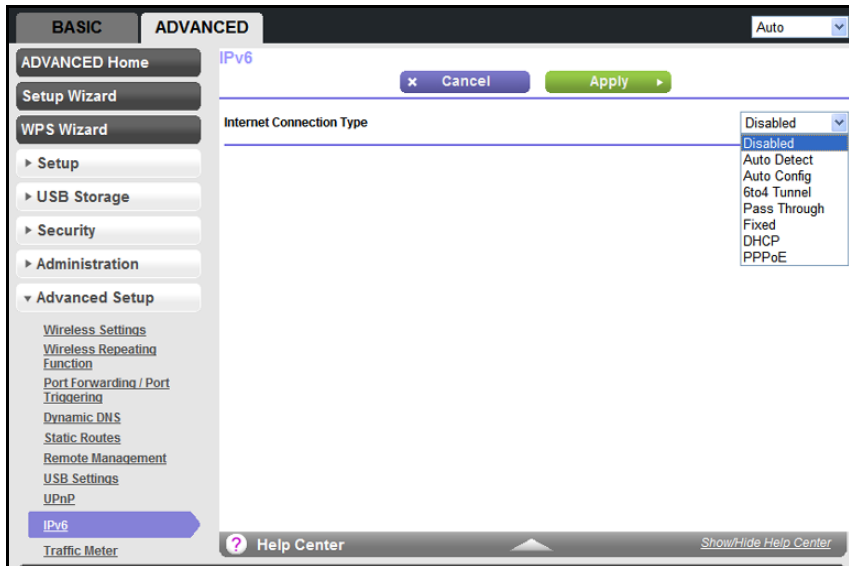 BASIC
ADVANCED
Auto
ADVANCED Home
Setup Wizard
WPS Wizard
Setup
USB Storage
Security
Administration
Advanced Setup
Wireless Settings
Wireless Repeating
Function
Port Forwarding / Port
Triggering
Dynamic DNS
Static Routes
Remote Management
USB Settings
UPnP
IPv6
Traffic Meter
IPv6
Cancel
Apply
Internet Connection Type
Disabled
Disabled
Auto Detect
Auto Config
6to4 Tunnel
Pass Through
Fixed
DHCP
PPPoE
? Help Center
Show/Hide Help Center